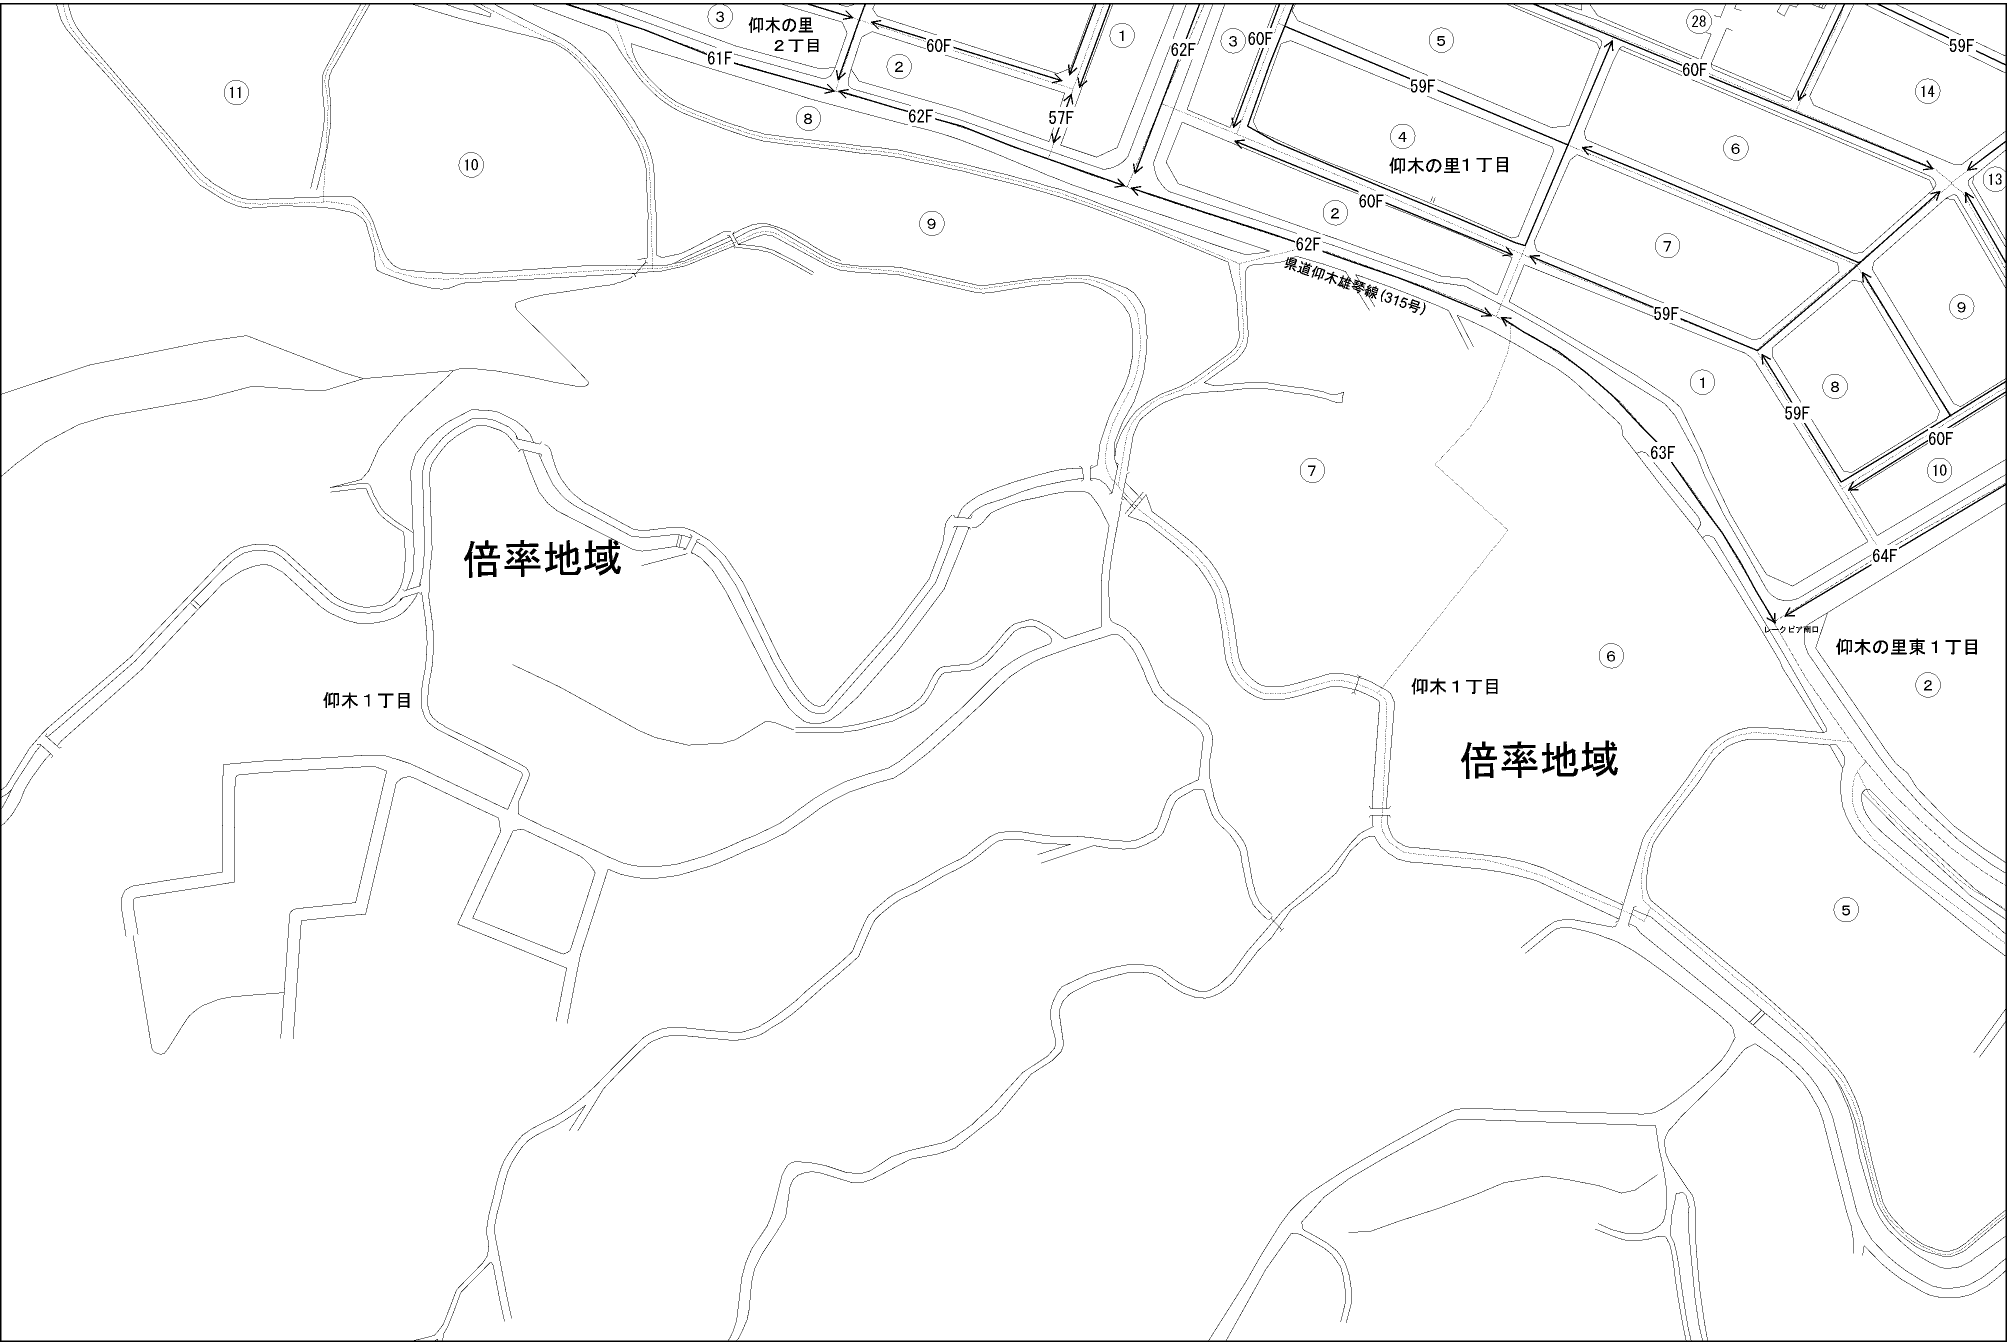 ③
仰木の里
２丁目
61F
60F
②
①
62F
57F
⑧
62F
③
60F
⑤
59F
④
仰木の里１丁目
60F
②
62F
県道仰木雄琴線(315号)
28
60F
59F
14
⑥
13
⑦
59F
⑨
①
⑧
59F
60F
⑩
63F
64F
レークピア南口
仰木の里東１丁目
②
⑪
⑩
⑨
⑦
倍率地域
仰木１丁目
⑥
仰木１丁目
倍率地域
⑤